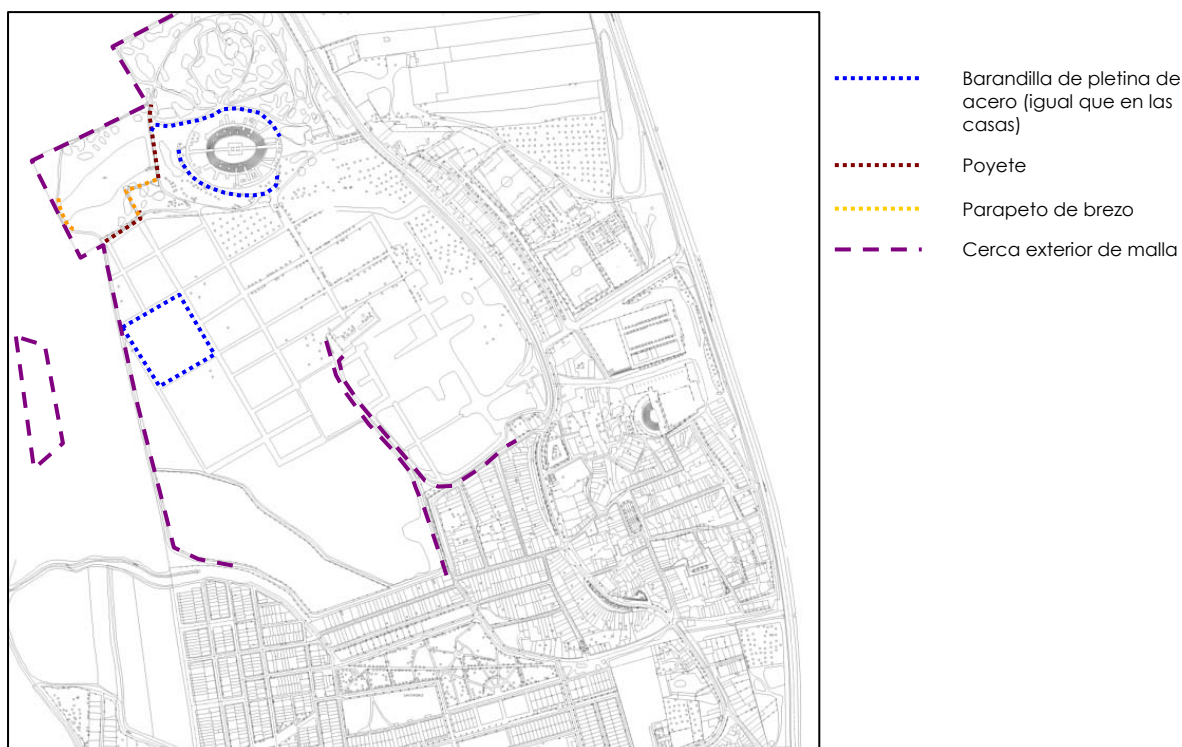 Barandilla de pletina de
acero (igual que en las
casas)
Poyete
Parapeto de brezo
Cerca exterior de malla